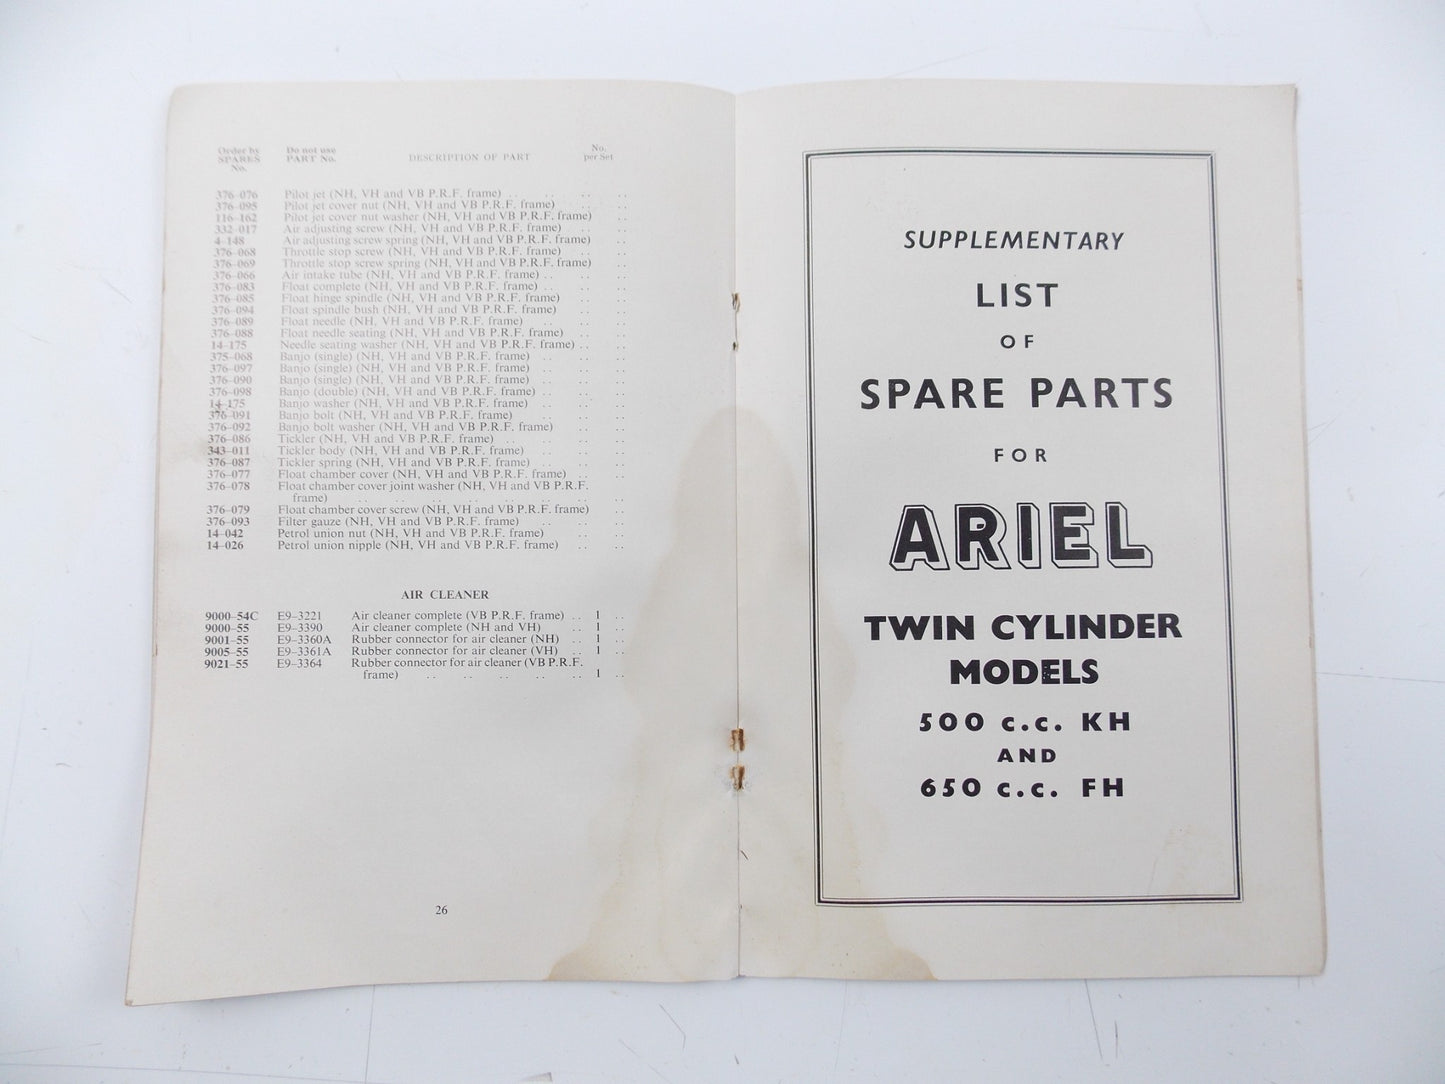 Order by Do not use No.
SPARES PART No. DESCRIPTION OF PART per Set
No.
376–076 Pilot jet (NH, VH and VB P.R.F. frame) .. .. .. ..
376–095 Pilot jet cover nut (NH, VH and VB P.R.F. frame) .. ..
116–162 Pilot jet cover nut washer (NH, VH and VB P.R.F. frame) ..
332–017 Air adjusting screw (NH, VH and VB P.R.F. frame) .. ..
4–148 Air adjusting screw spring (NH, VH and VB P.R.F. frame) ..
376–068 Throttle stop screw (NH, VH and VB P.R.F. frame) .. ..
376–069 Throttle stop screw spring (NH, VH and VB P.R.F. frame) ..
376–066 Air intake tube (NH, VH and VB P.R.F. frame) .. .. ..
376–083 Float complete (NH, VH and VB P.R.F. frame) .. .. ..
376–085 Float hinge spindle (NH, VH and VB P.R.F. frame) .. ..
376–094 Float spindle bush (NH, VH and VB P.R.F. frame) .. ..
376–089 Float needle (NH, VH and VB P.R.F. frame) .. .. ..
376–088 Float needle seating (NH, VH and VB P.R.F. frame) .. ..
14–175 Needle seating washer (NH, VH and VB P.R.F. frame) .. ..
375–068 Banjo (single) (NH, VH and VB P.R.F. frame) .. .. ..
376–097 Banjo (single) (NH, VH and VB P.R.F. frame) .. .. ..
376–090 Banjo (single) (NH, VH and VB P.R.F. frame) .. .. ..
376–098 Banjo (double) (NH, VH and VB P.R.F. frame) .. .. ..
14–175 Banjo washer (NH, VH and VB P.R.F. frame) .. .. ..
376–091 Banjo bolt (NH, VH and VB P.R.F. frame) .. .. ..
376–092 Banjo bolt washer (NH, VH and VB P.R.F. frame) .. ..
376–086 Tickler (NH, VH and VB P.R.F. frame) .. .. .. ..
343–011 Tickler body (NH, VH and VB P.R.F. frame) .. .. ..
376–087 Tickler spring (NH, VH and VB P.R.F. frame) .. .. ..
376–077 Float chamber cover (NH, VH and VB P.R.F. frame) .. ..
376–078 Float chamber cover joint washer (NH, VH and VB P.R.F.
frame) .. .. .. .. .. .. .. ..
376–079 Float chamber cover screw (NH, VH and VB P.R.F. frame) ..
376–093 Filter gauze (NH, VH and VB P.R.F. frame) .. .. ..
14–042 Petrol union nut (NH, VH and VB P.R.F. frame) .. ..
14–026 Petrol union nipple (NH, VH and VB P.R.F. frame) .. ..
AIR CLEANER
9000–54C E9–3221 Air cleaner complete (VB P.R.F. frame) .. 1 ..
9000–55 E9–3390 Air cleaner complete (NH and VH) .. 1 ..
9001–55 E9–3360A Rubber connector for air cleaner (NH) .. 1 ..
9005–55 E9–3361A Rubber connector for air cleaner (VH) .. 1 ..
9021–55 E9–3364 Rubber connector for air cleaner (VB P.R.F.
frame) .. .. .. .. .. 1 ..
26
SUPPLEMENTARY
LIST
OF
SPARE PARTS
FOR
ARIEL
TWIN CYLINDER
MODELS
500 c.c. KH
AND
650 c.c. FH